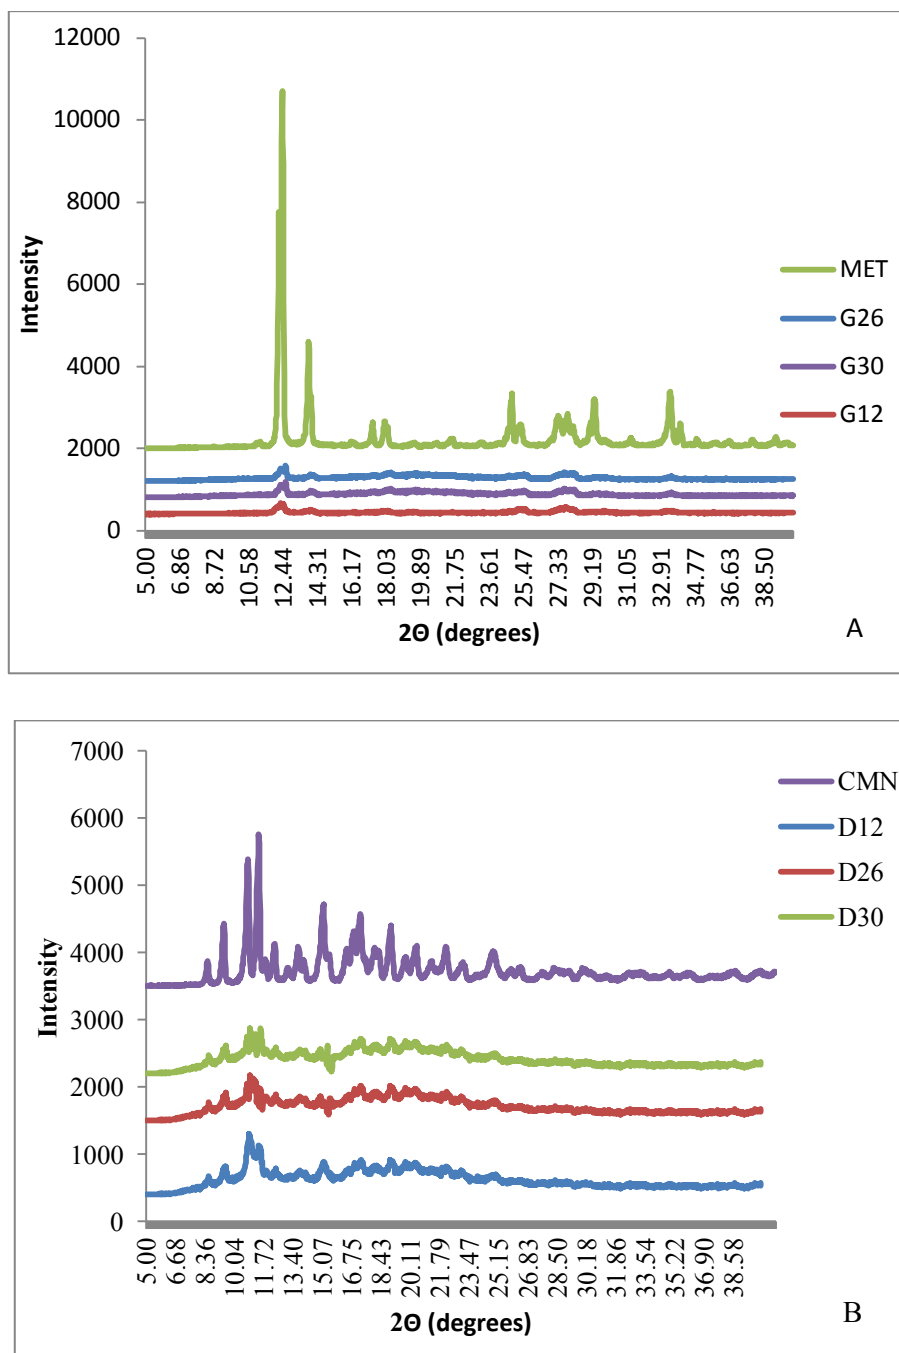 12000
10000
8000
6000
4000
2000
0
Intensity
MET
G26
G30
G12
5.00 6.86 8.72 10.58 12.44 14.31 16.17 18.03 19.89 21.75 23.61 25.47 27.33 29.19 31.05 32.91 34.77 36.63 38.50
2Θ (degrees)
A
7000
6000
5000
4000
3000
2000
1000
0
Intensity
CMN
D12
D26
D30
5.00 6.68 8.36 10.04 11.72 13.40 15.07 16.75 18.43 20.11 21.79 23.47 25.15 26.83 28.50 30.18 31.86 33.54 35.22 36.90 38.58
2Θ (degrees)
B